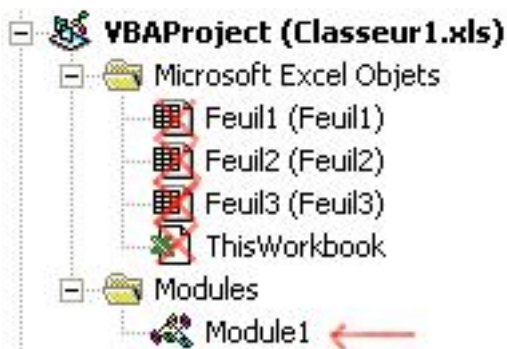 VBAProject (Classeur1.xls)
Microsoft Excel Objets
Feuil1 (Feuil1)
Feuil2 (Feuil2)
Feuil3 (Feuil3)
ThisWorkbook
Modules
Module1